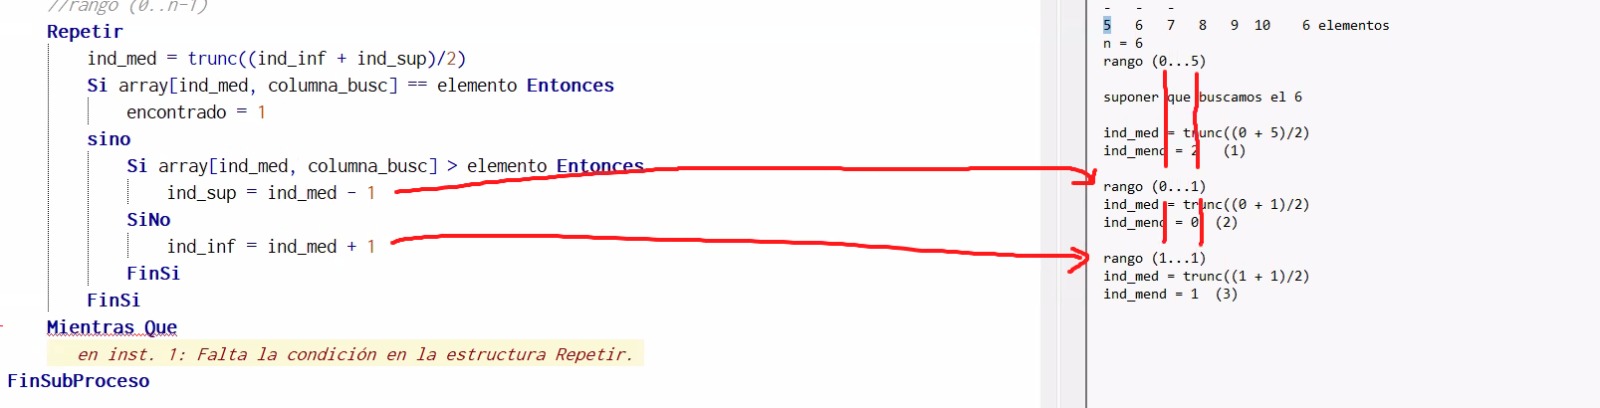 //rango (0..n-1)
Repetir
ind_med = trunc((ind_inf + ind_sup)/2)
Si array[ind_med, columna_busc] == elemento Entonces
encontrado = 1
sino
Si array[ind_med, columna_busc] > elemento Entonces
ind_sup = ind_med - 1
SiNo
ind_inf = ind_med + 1
FinSi
FinSi
Mientras Que
en inst. 1: Falta la condición en la estructura Repetir.
FinSubProceso
- - -
5 6 7 8 9 10 6 elementos
n = 6
rango (0...5)
suponer que buscamos el 6
ind_med = trunc((0 + 5)/2)
ind_mend = 2 (1)
rango (0...1)
ind_med = trunc((0 + 1)/2)
ind_mend = 0 (2)
rango (1...1)
ind_med = trunc((1 + 1)/2)
ind_mend = 1 (3)